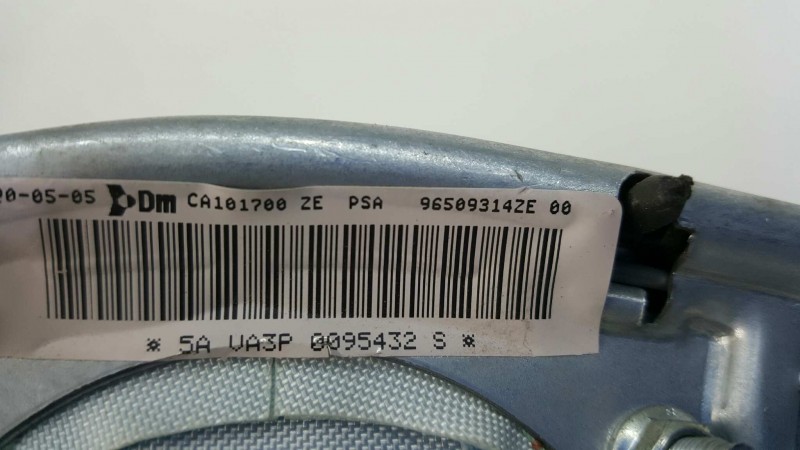 0-05-05 Dm CA101700 ZE PSA 96509314ZE 00
* 5A VA3P 0095432 S *